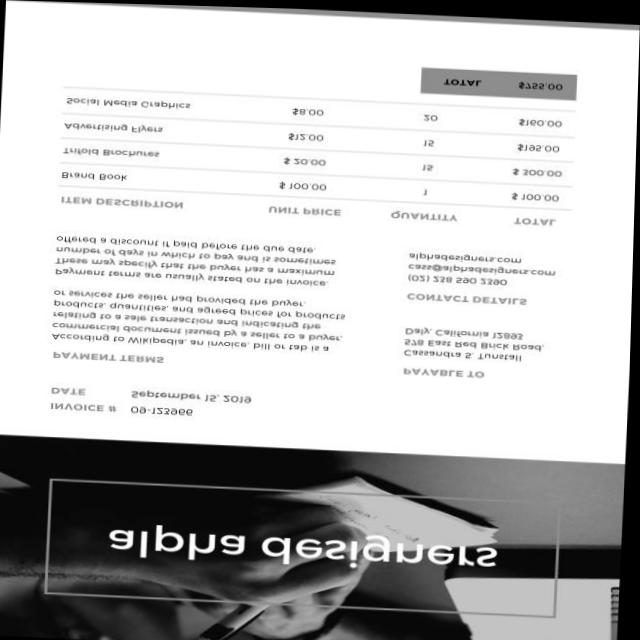 alpha designers
INVOICE # 09-123966
DATE September 15, 2019
PAYMENT TERMS
According to Wikipedia, an invoice, bill or tab is a
commercial document issued by a seller to a buyer,
relating to a sale transaction and indicating the
products, quantities, and agreed prices for products
or services the seller had provided the buyer.
Payment terms are usually stated on the invoice.
These may specify that the buyer has a maximum
number of days in which to pay and is sometimes
offered a discount if paid before the due date.
PAYABLE TO
Cassandra S. Tunstall
578 East Red Brick Road,
Daly, California 12893
CONTACT DETAILS
(02) 238 590 2390
cass@alphadesigners.com
alphadesigners.com
ITEM DESCRIPTION UNIT PRICE QUANTITY TOTAL
Brand Book $ 100.00 1 $ 100.00
Trifold Brochures $ 20.00 15 $ 300.00
Advertising Flyers $12.00 15 $195.00
Social Media Graphics $8.00 20 $160.00
TOTAL $755.00